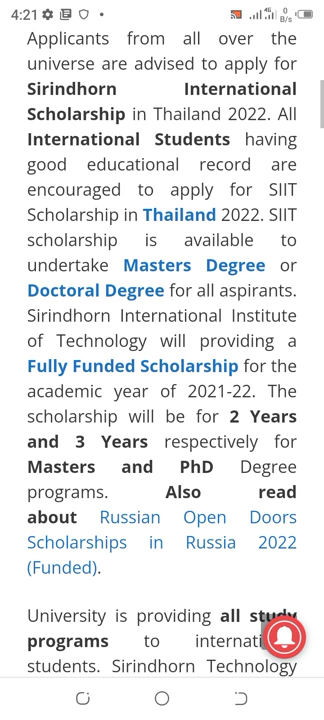 4:21
4G
0
B/s
Applicants from all over the
universe are advised to apply for
Sirindhorn International
Scholarship in Thailand 2022. All
International Students having
good educational record are
encouraged to apply for SIIT
Scholarship in Thailand 2022. SIIT
scholarship is available to
undertake Masters Degree or
Doctoral Degree for all aspirants.
Sirindhorn International Institute
of Technology will providing a
Fully Funded Scholarship for the
academic year of 2021-22. The
scholarship will be for 2 Years
and 3 Years respectively for
Masters and PhD Degree
programs. Also read
about Russian Open Doors
Scholarships in Russia 2022
(Funded).
University is providing all study
programs to
students. Sirindhorn Technology